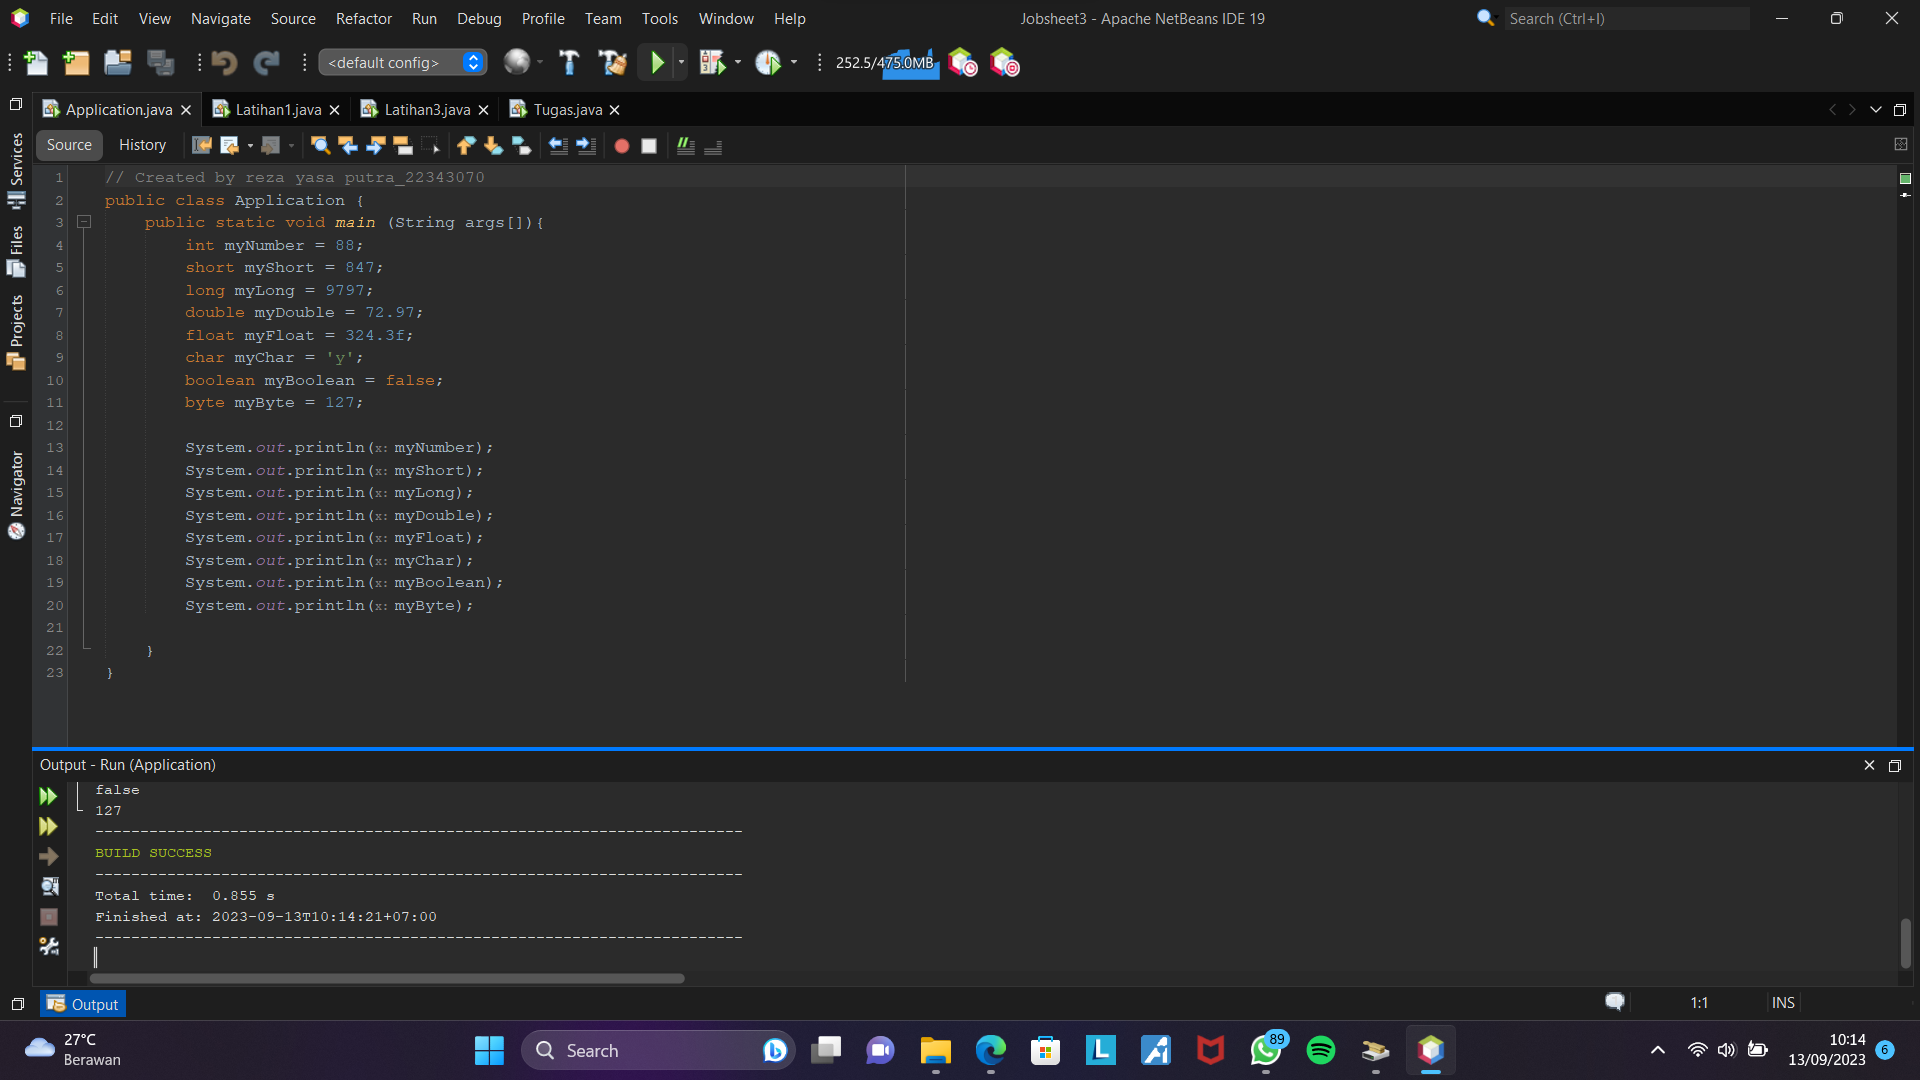 File Edit View Navigate Source Refactor Run Debug Profile Team Tools Window Help
Jobsheet3 - Apache NetBeans IDE 19
Search (Ctrl+I)
<default config>
252.5/475.0MB
Application.java
Latihan1.java
Latihan3.java
Tugas.java
Source
History
Services
Files
Projects
Navigator
1 // Created by reza yasa putra_22343070
2 public class Application {
3 public static void main (String args[]){
4 int myNumber = 88;
5 short myShort = 847;
6 long myLong = 9797;
7 double myDouble = 72.97;
8 float myFloat = 324.3f;
9 char myChar = 'y';
10 boolean myBoolean = false;
11 byte myByte = 127;
12
13 System.out.println(x: myNumber);
14 System.out.println(x: myShort);
15 System.out.println(x: myLong);
16 System.out.println(x: myDouble);
17 System.out.println(x: myFloat);
18 System.out.println(x: myChar);
19 System.out.println(x: myBoolean);
20 System.out.println(x: myByte);
21
22 }
23 }
Output - Run (Application)
false
127
------------------------------------------------------------------------
BUILD SUCCESS
------------------------------------------------------------------------
Total time:  0.855 s
Finished at: 2023-09-13T10:14:21+07:00
------------------------------------------------------------------------
Output
1:1
INS
27°C
Berawan
Search
89
10:14
13/09/2023
6